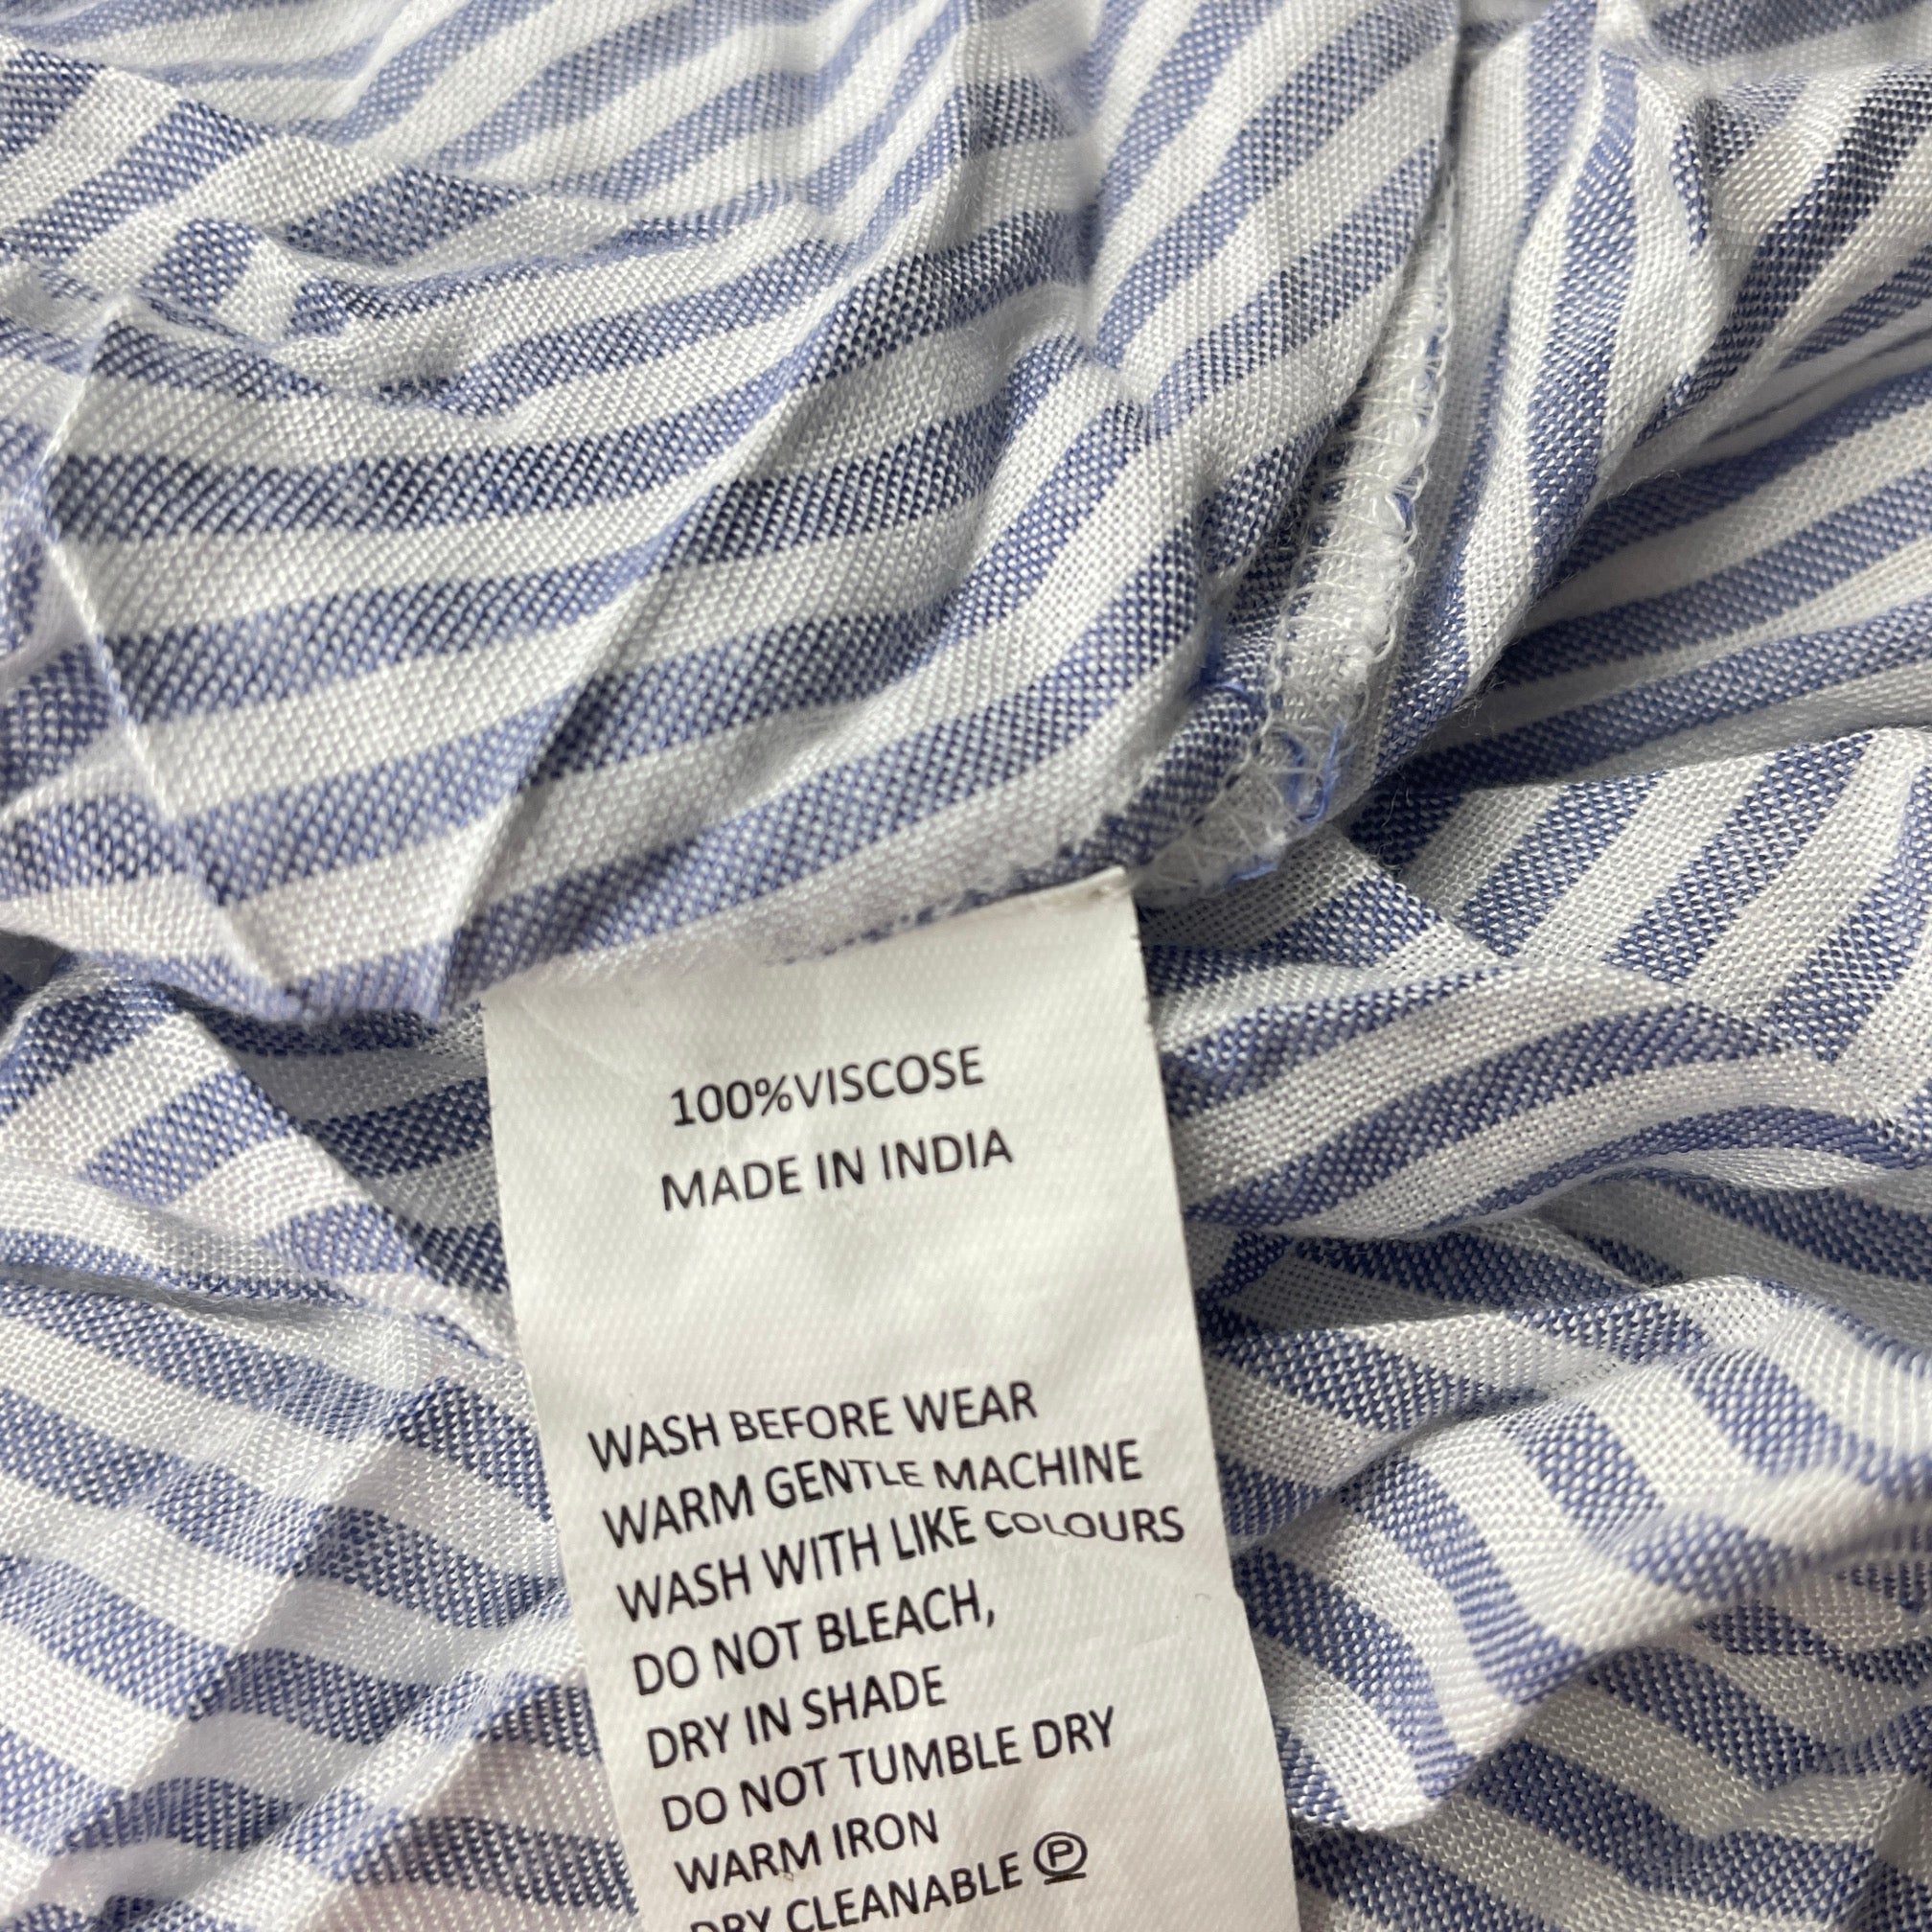 100%VISCOSE
MADE IN INDIA
WASH BEFORE WEAR
WARM GENTLE MACHINE
WASH WITH LIKE COLOURS
DO NOT BLEACH,
DRY IN SHADE
DO NOT TUMBLE DRY
WARM IRON
DRY CLEANABLE Ⓟ